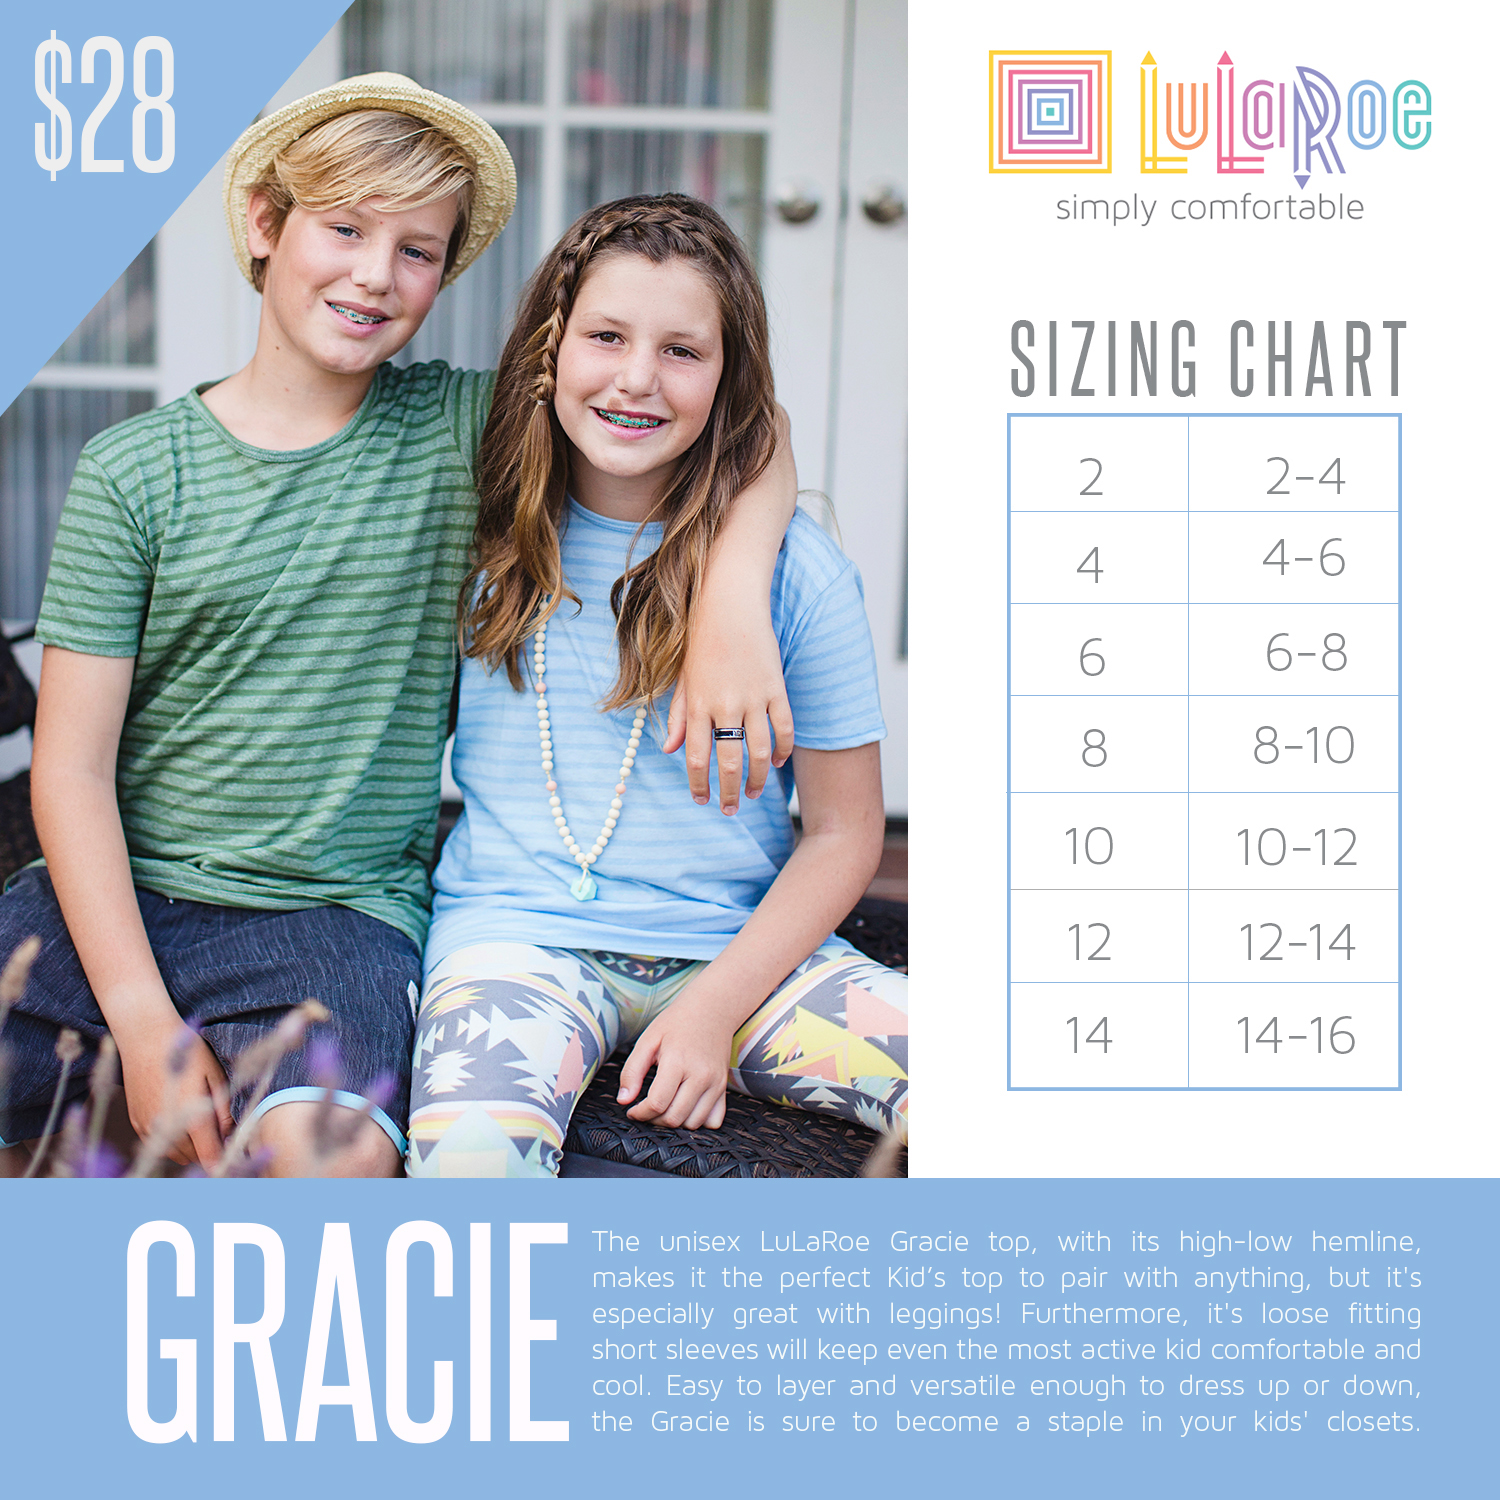 $28
LuLaRoe
simply comfortable
SIZING CHART
2 2-4
4 4-6
6 6-8
8 8-10
10 10-12
12 12-14
14 14-16
GRACIE
The unisex LuLaRoe Gracie top, with its high-low hemline,
makes it the perfect Kid’s top to pair with anything, but it's
especially great with leggings! Furthermore, it's loose fitting
short sleeves will keep even the most active kid comfortable and
cool. Easy to layer and versatile enough to dress up or down,
the Gracie is sure to become a staple in your kids' closets.